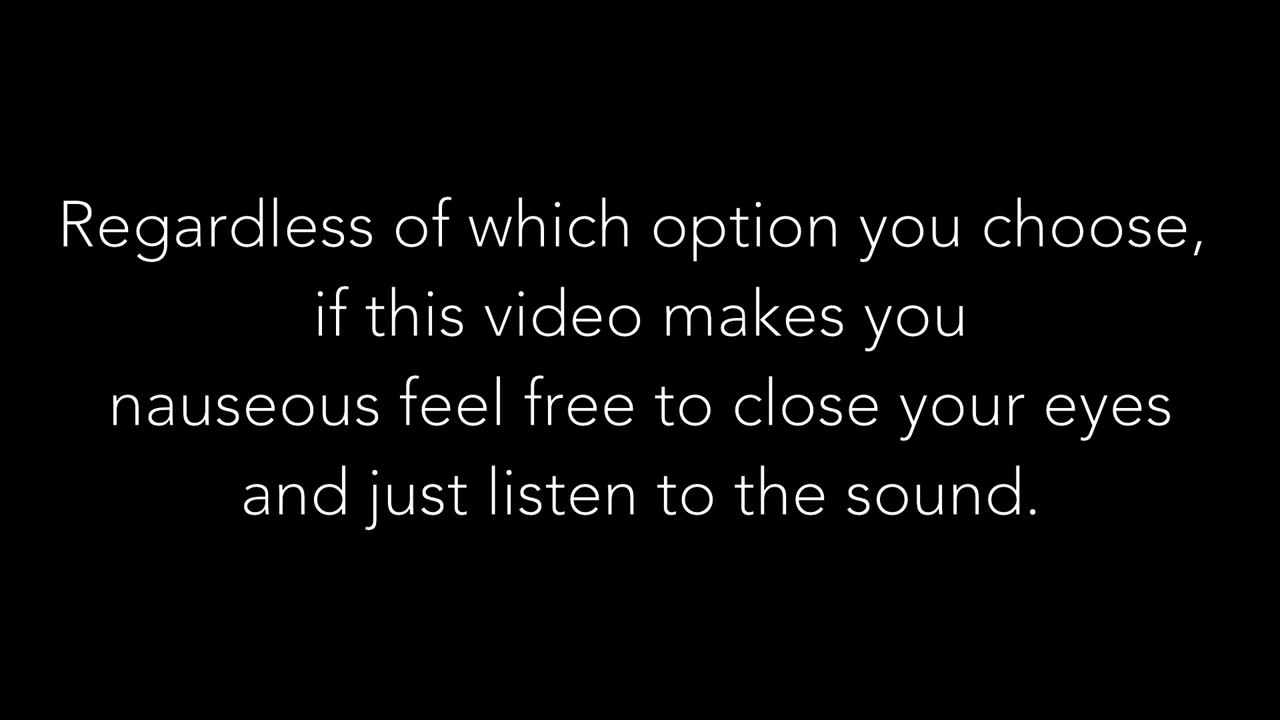 Regardless of which option you choose,
if this video makes you
nauseous feel free to close your eyes
and just listen to the sound.